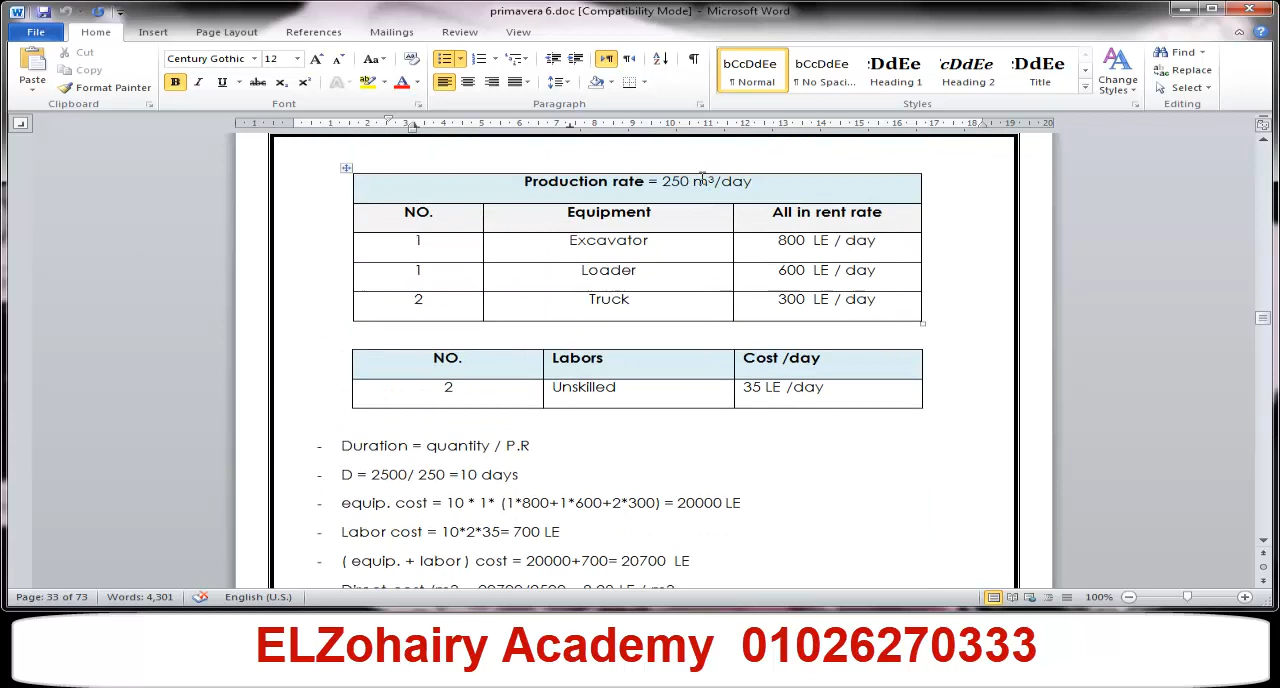 primavera 6.doc [Compatibility Mode] - Microsoft Word
File Home Insert Page Layout References Mailings Review View
Paste
Cut
Copy
Format Painter
Clipboard
Century Gothic 12
Font
Paragraph
bCcDdEe bCcDdEe :DdEe :CcDdEe :DdEe
¶ Normal ¶ No Spaci... Heading 1 Heading 2 Title
Change Styles
Styles
Find
Replace
Select
Editing
Production rate = 250 m³/day
NO. Equipment All in rent rate
1 Excavator 800 LE / day
1 Loader 600 LE / day
2 Truck 300 LE / day
NO. Labors Cost /day
2 Unskilled 35 LE /day
- Duration = quantity / P.R
- D = 2500/ 250 =10 days
- equip. cost = 10 * 1* (1*800+1*600+2*300) = 20000 LE
- Labor cost = 10*2*35= 700 LE
- ( equip. + labor ) cost = 20000+700= 20700 LE
Page: 33 of 73 Words: 4,301 English (U.S.) 100%
ELZohairy Academy 01026270333